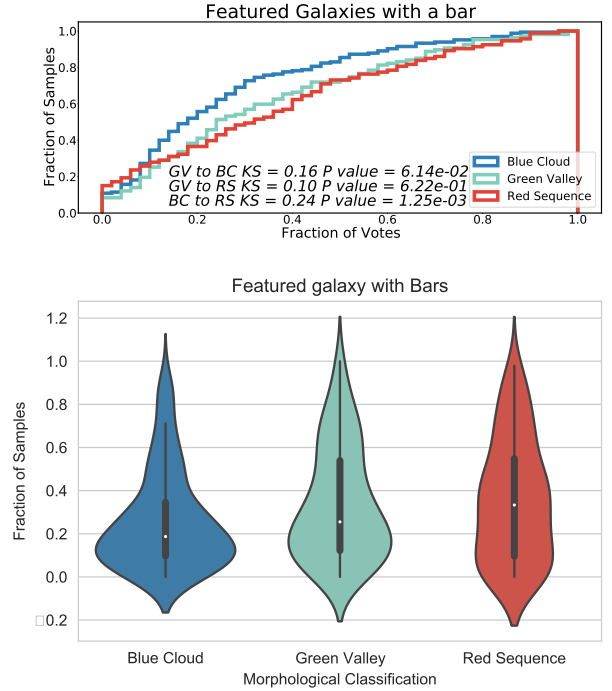 Featured Galaxies with a bar
Fraction of Samples
1.0
0.8
0.6
0.4
0.2
0.0
GV to BC KS = 0.16 P value = 6.14e-02
GV to RS KS = 0.10 P value = 6.22e-01
BC to RS KS = 0.24 P value = 1.25e-03
Blue Cloud
Green Valley
Red Sequence
0.0 0.2 0.4 0.6 0.8 1.0
Fraction of Votes
Featured galaxy with Bars
Fraction of Samples
1.2
1.0
0.8
0.6
0.4
0.2
0.0
□0.2
Blue Cloud Green Valley Red Sequence
Morphological Classification